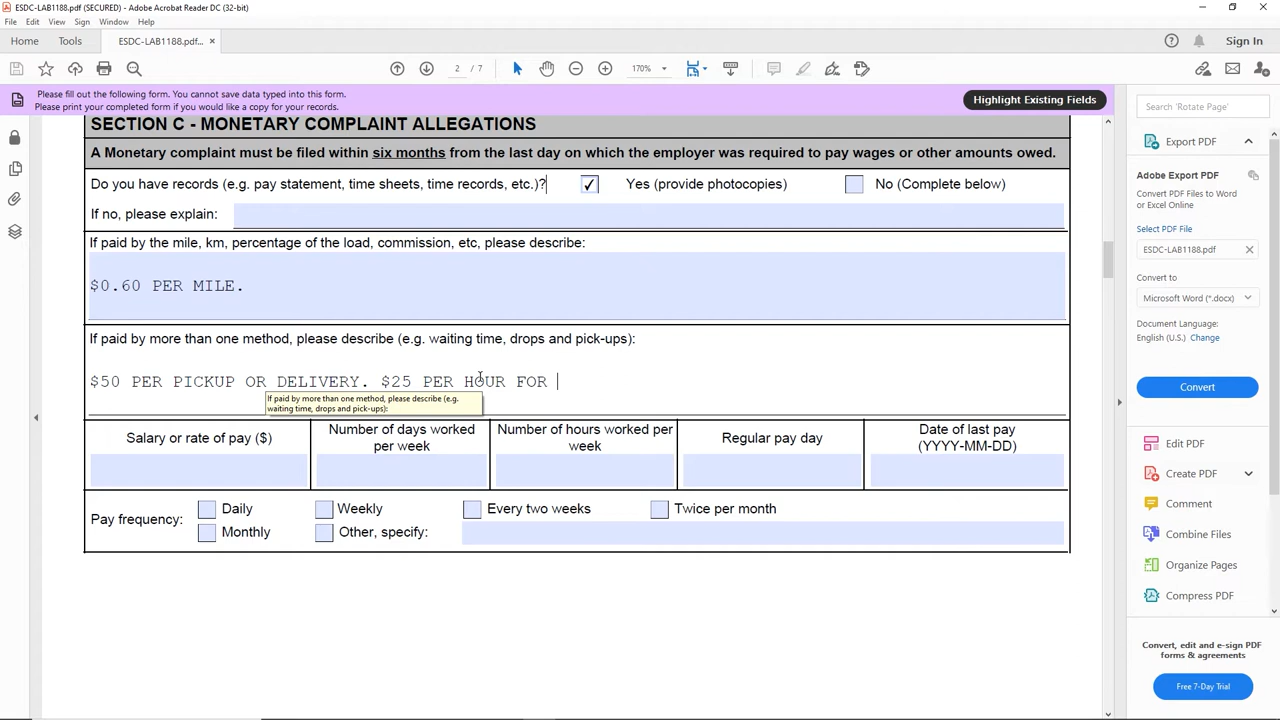 ESDC-LAB1188.pdf (SECURED) - Adobe Acrobat Reader DC (32-bit)
File Edit View Sign Window Help
Home Tools ESDC-LAB1188.pdf... × Sign In
2 / 7 170%
Please fill out the following form. You cannot save data typed into this form.
Please print your completed form if you would like a copy for your records.
Highlight Existing Fields
SECTION C - MONETARY COMPLAINT ALLEGATIONS
A Monetary complaint must be filed within six months from the last day on which the employer was required to pay wages or other amounts owed.
Do you have records (e.g. pay statement, time sheets, time records, etc.)? ✓ Yes (provide photocopies) No (Complete below)
If no, please explain:
If paid by the mile, km, percentage of the load, commission, etc, please describe:
$0.60 PER MILE.
If paid by more than one method, please describe (e.g. waiting time, drops and pick-ups):
$50 PER PICKUP OR DELIVERY. $25 PER HOUR FOR
If paid by more than one method, please describe (e.g.
waiting time, drops and pick-ups):
Salary or rate of pay ($)
Number of days worked
per week
Number of hours worked per
week
Regular pay day
Date of last pay
(YYYY-MM-DD)
Pay frequency:
Daily Weekly Every two weeks Twice per month
Monthly Other, specify:
Search 'Rotate Page'
Export PDF
Adobe Export PDF
Convert PDF Files to Word
or Excel Online
Select PDF File
ESDC-LAB1188.pdf ×
Convert to
Microsoft Word (*.docx)
Document Language:
English (U.S.) Change
Convert
Edit PDF
Create PDF
Comment
Combine Files
Organize Pages
Compress PDF
Convert, edit and e-sign PDF
forms & agreements
Free 7-Day Trial